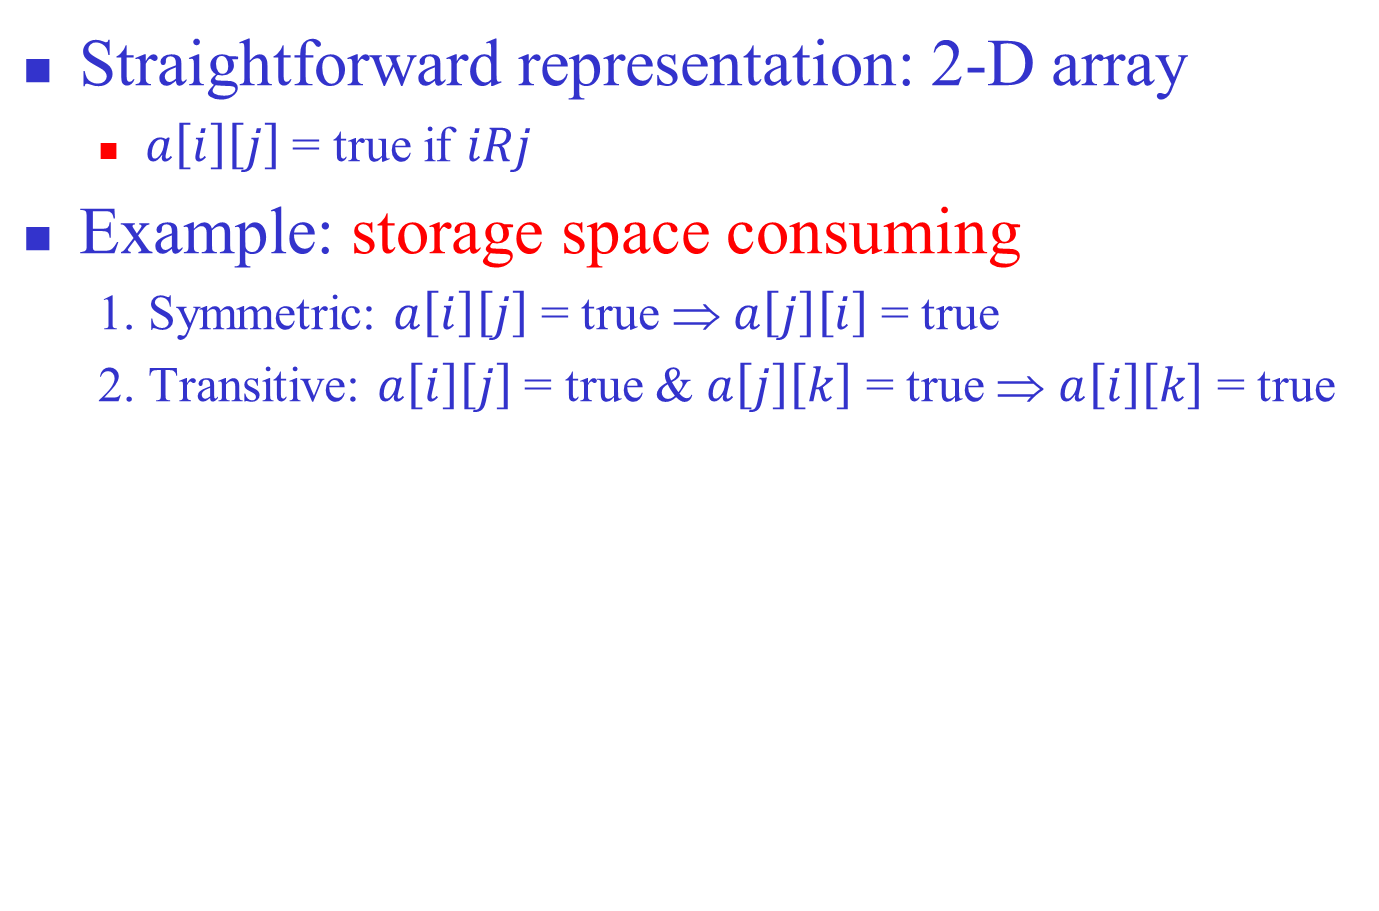 ■ Straightforward representation: 2-D array
■ a[i][j] = true if iRj
■ Example: storage space consuming
1. Symmetric: a[i][j] = true ⇒ a[j][i] = true
2. Transitive: a[i][j] = true & a[j][k] = true ⇒ a[i][k] = true